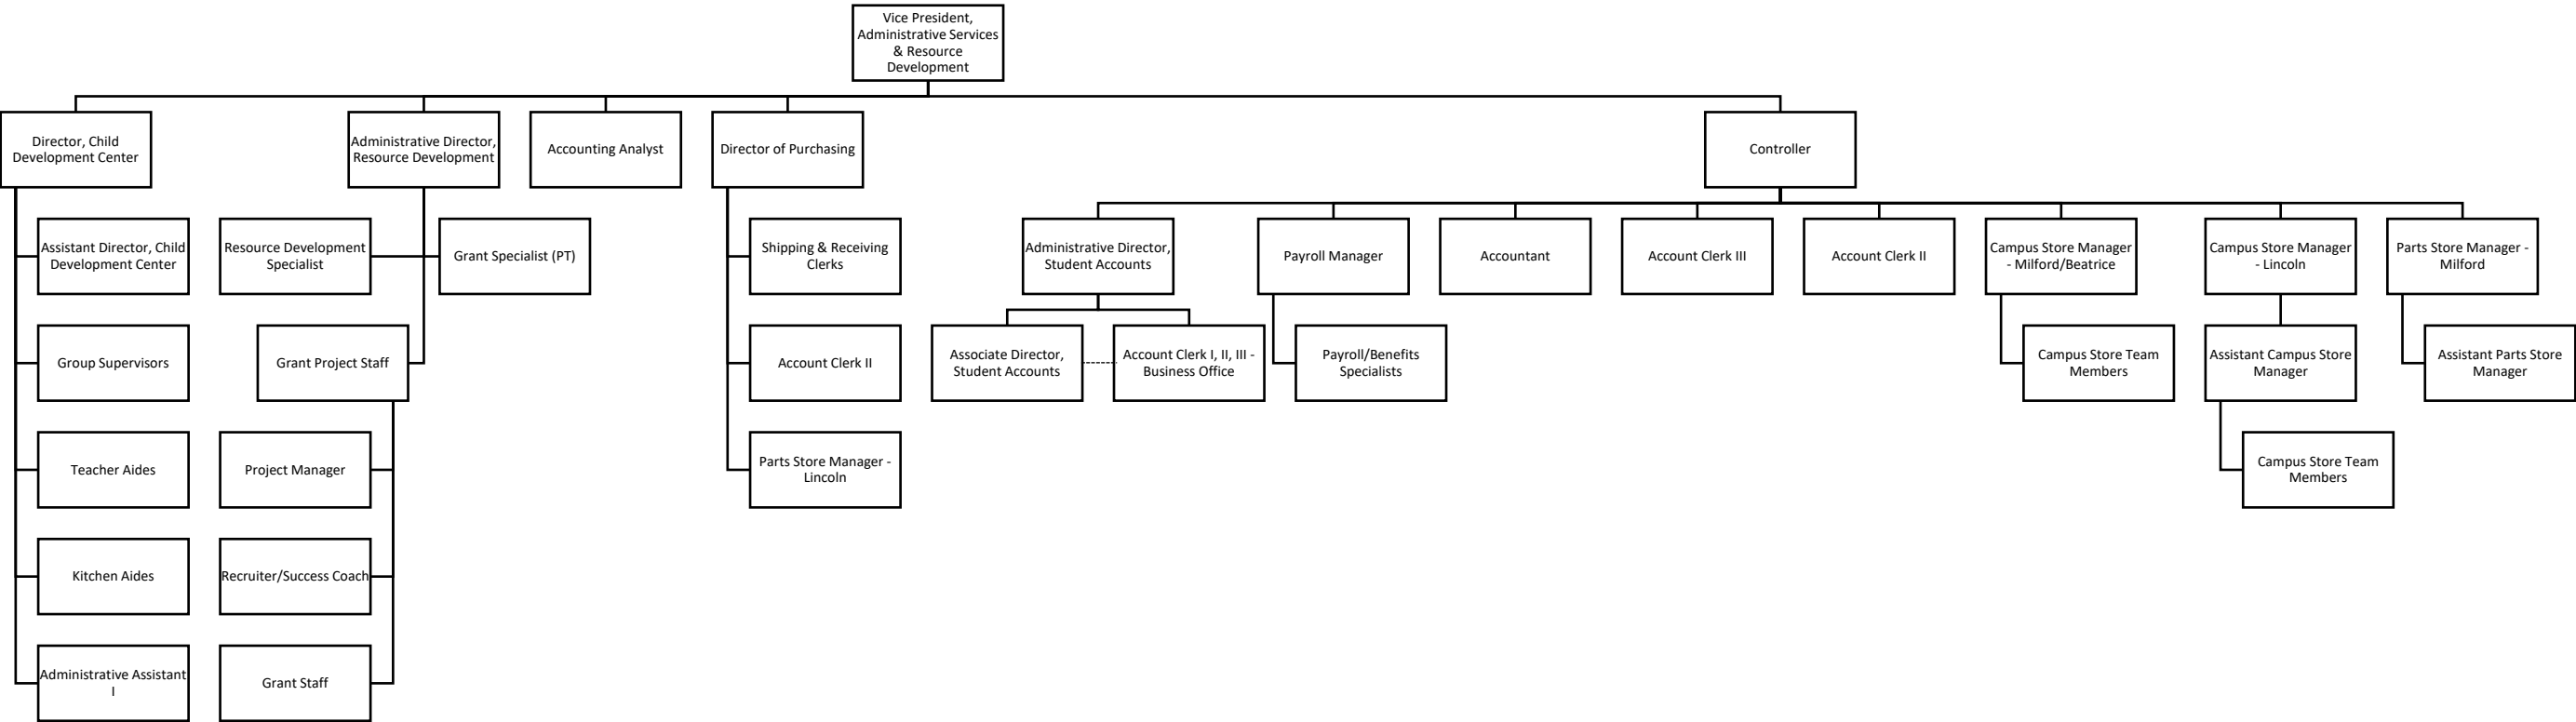 Vice President,
Administrative Services
& Resource
Development
Director, Child
Development Center
Administrative Director,
Resource Development
Accounting Analyst
Director of Purchasing
Controller
Assistant Director, Child
Development Center
Resource Development
Specialist
Grant Specialist (PT)
Shipping & Receiving
Clerks
Administrative Director,
Student Accounts
Payroll Manager
Accountant
Account Clerk III
Account Clerk II
Campus Store Manager
- Milford/Beatrice
Campus Store Manager
- Lincoln
Parts Store Manager -
Milford
Group Supervisors
Grant Project Staff
Account Clerk II
Associate Director,
Student Accounts
Account Clerk I, II, III -
Business Office
Payroll/Benefits
Specialists
Campus Store Team
Members
Assistant Campus Store
Manager
Assistant Parts Store
Manager
Teacher Aides
Project Manager
Parts Store Manager -
Lincoln
Campus Store Team
Members
Kitchen Aides
Recruiter/Success Coach
Administrative Assistant
I
Grant Staff